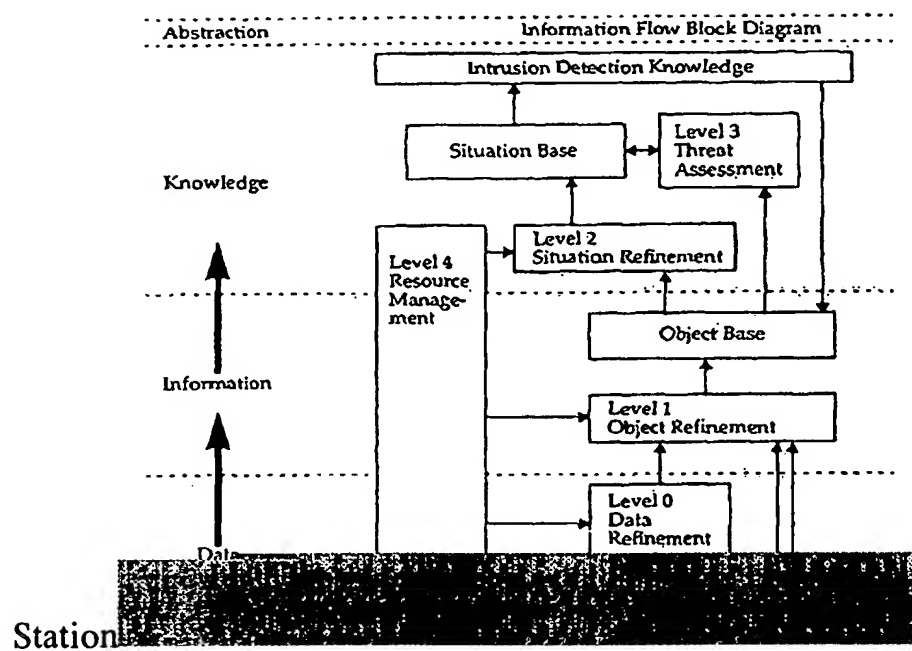 Abstraction
Information Flow Block Diagram
Intrusion Detection Knowledge
Situation Base
Level 3
Threat
Assessment
Knowledge
Level 2
Situation Refinement
Level 4
Resource
Manage-
ment
Object Base
Information
Level 1
Object Refinement
Level 0
Data
Refinement
Data
Station